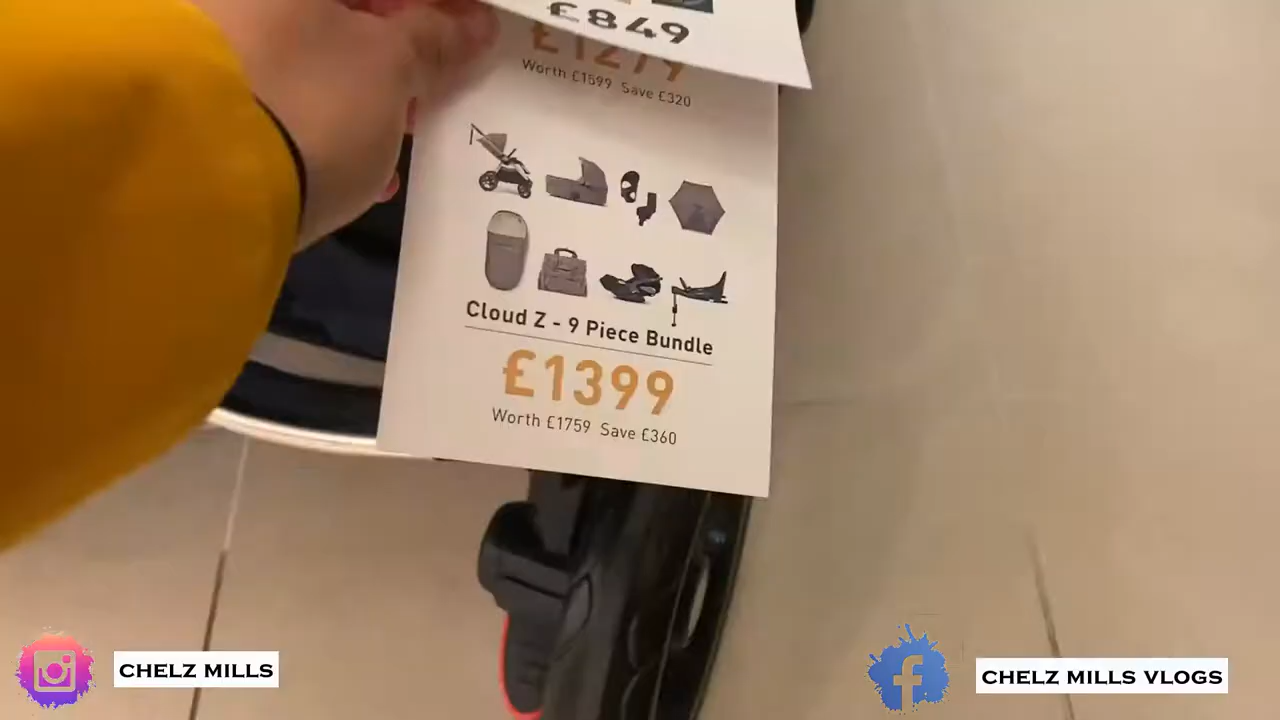 £849
£1279
Worth £1599 Save £320
Cloud Z - 9 Piece Bundle
£1399
Worth £1759 Save £360
CHELZ MILLS
CHELZ MILLS VLOGS